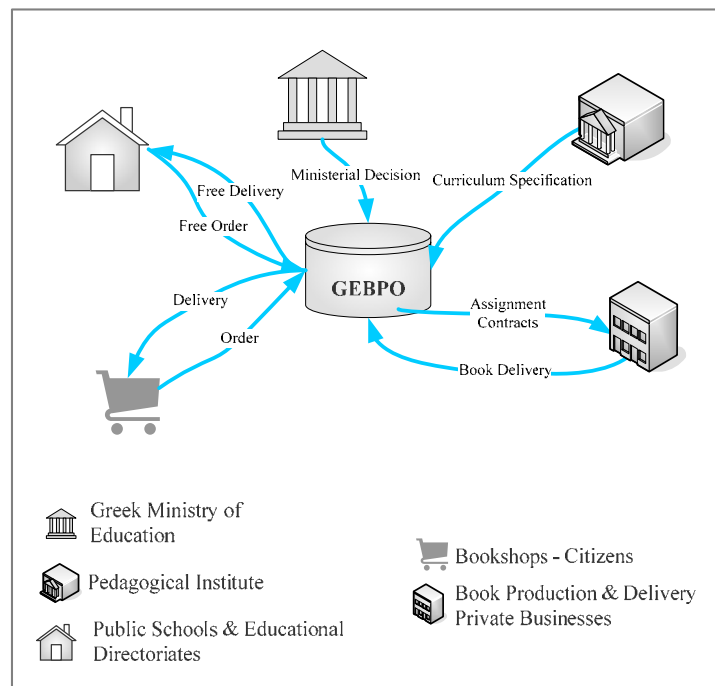 Ministerial Decision
Curriculum Specification
Free Delivery
Free Order
GEBPO
Delivery
Order
Assignment
Contracts
Book Delivery
Greek Ministry of
Education
Pedagogical Institute
Public Schools & Educational
Directoriates
Bookshops - Citizens
Book Production & Delivery
Private Businesses